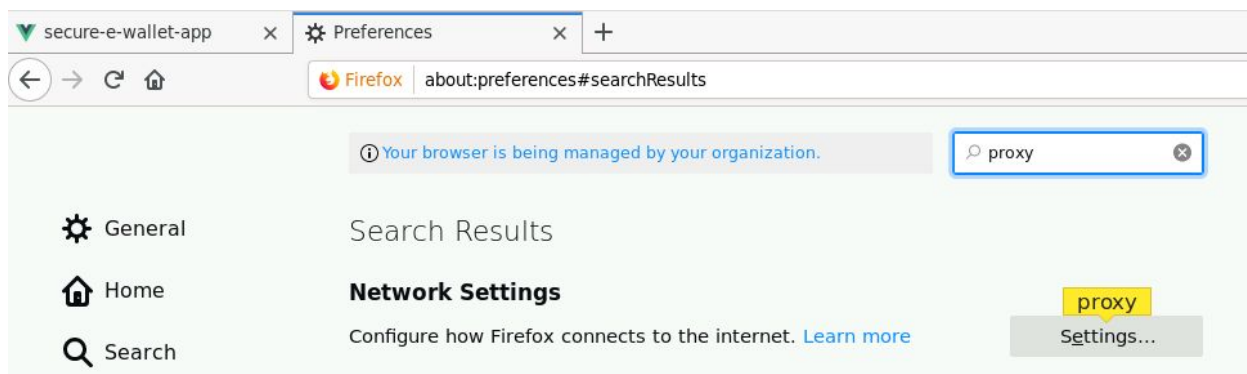 secure-e-wallet-app
Preferences
Firefox about:preferences#searchResults
Your browser is being managed by your organization.
proxy
General
Search Results
Home
Network Settings
proxy
Configure how Firefox connects to the internet. Learn more
Settings...
Search